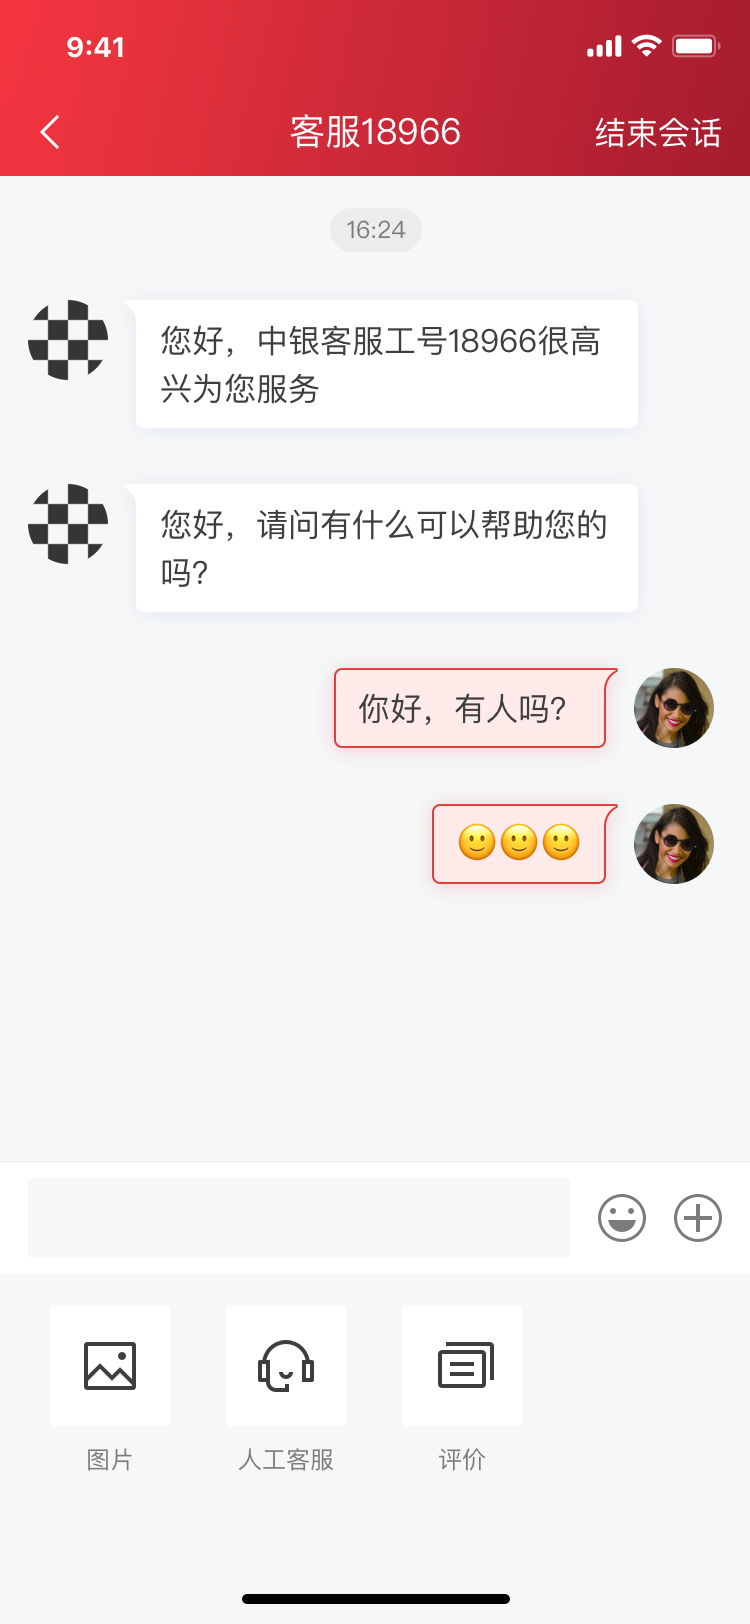 9:41
客服18966
结束会话
16:24
您好，中银客服工号18966很高
兴为您服务
您好，请问有什么可以帮助您的
吗?
你好，有人吗?
🙂🙂🙂
图片
人工客服
评价